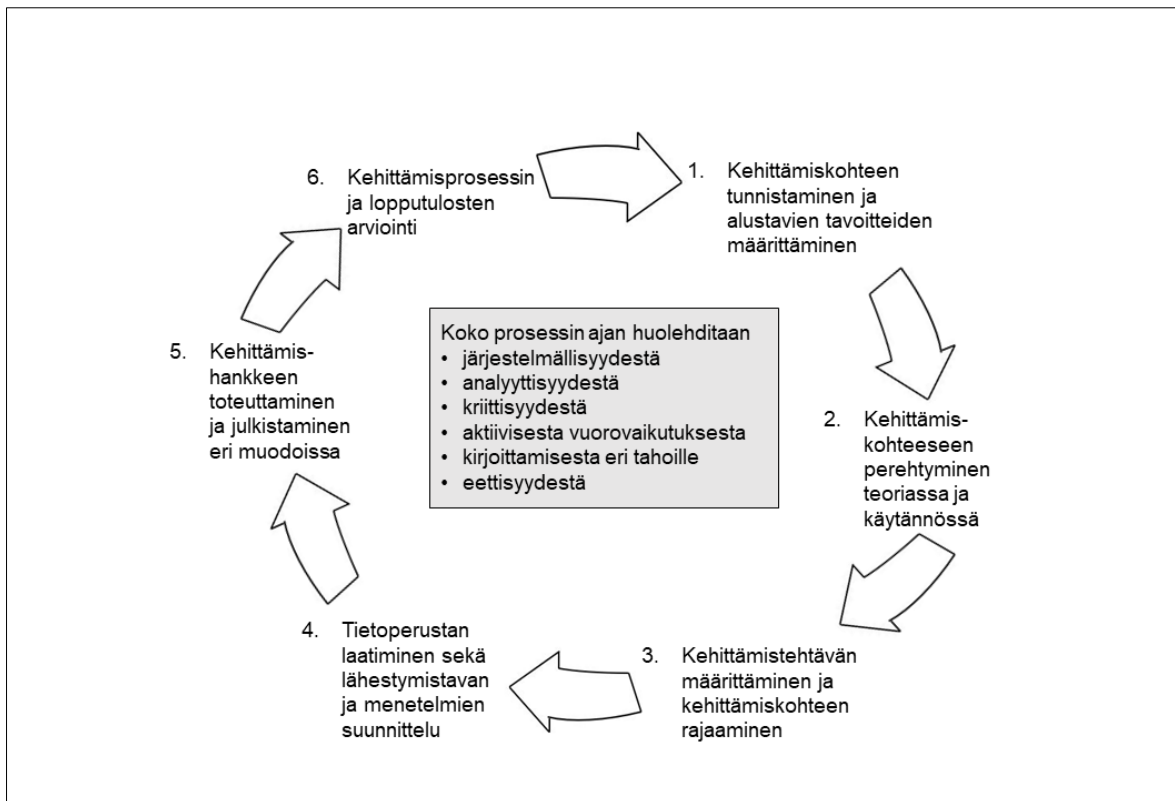 1. Kehittämiskohteen
tunnistaminen ja
alustavien tavoitteiden
määrittäminen
2. Kehittämis-
kohteeseen
perehtyminen
teoriassa ja
käytännössä
3. Kehittämistehtävän
määrittäminen ja
kehittämiskohteen
rajaaminen
4. Tietoperustan
laatiminen sekä
lähestymistavan
ja menetelmien
suunnittelu
5. Kehittämis-
hankkeen
toteuttaminen
ja julkistaminen
eri muodoissa
6. Kehittämisprosessin
ja lopputulosten
arviointi
Koko prosessin ajan huolehditaan
• järjestelmällisyydestä
• analyyttisyydestä
• kriittisyydestä
• aktiivisesta vuorovaikutuksesta
• kirjoittamisesta eri tahoille
• eettisyydestä